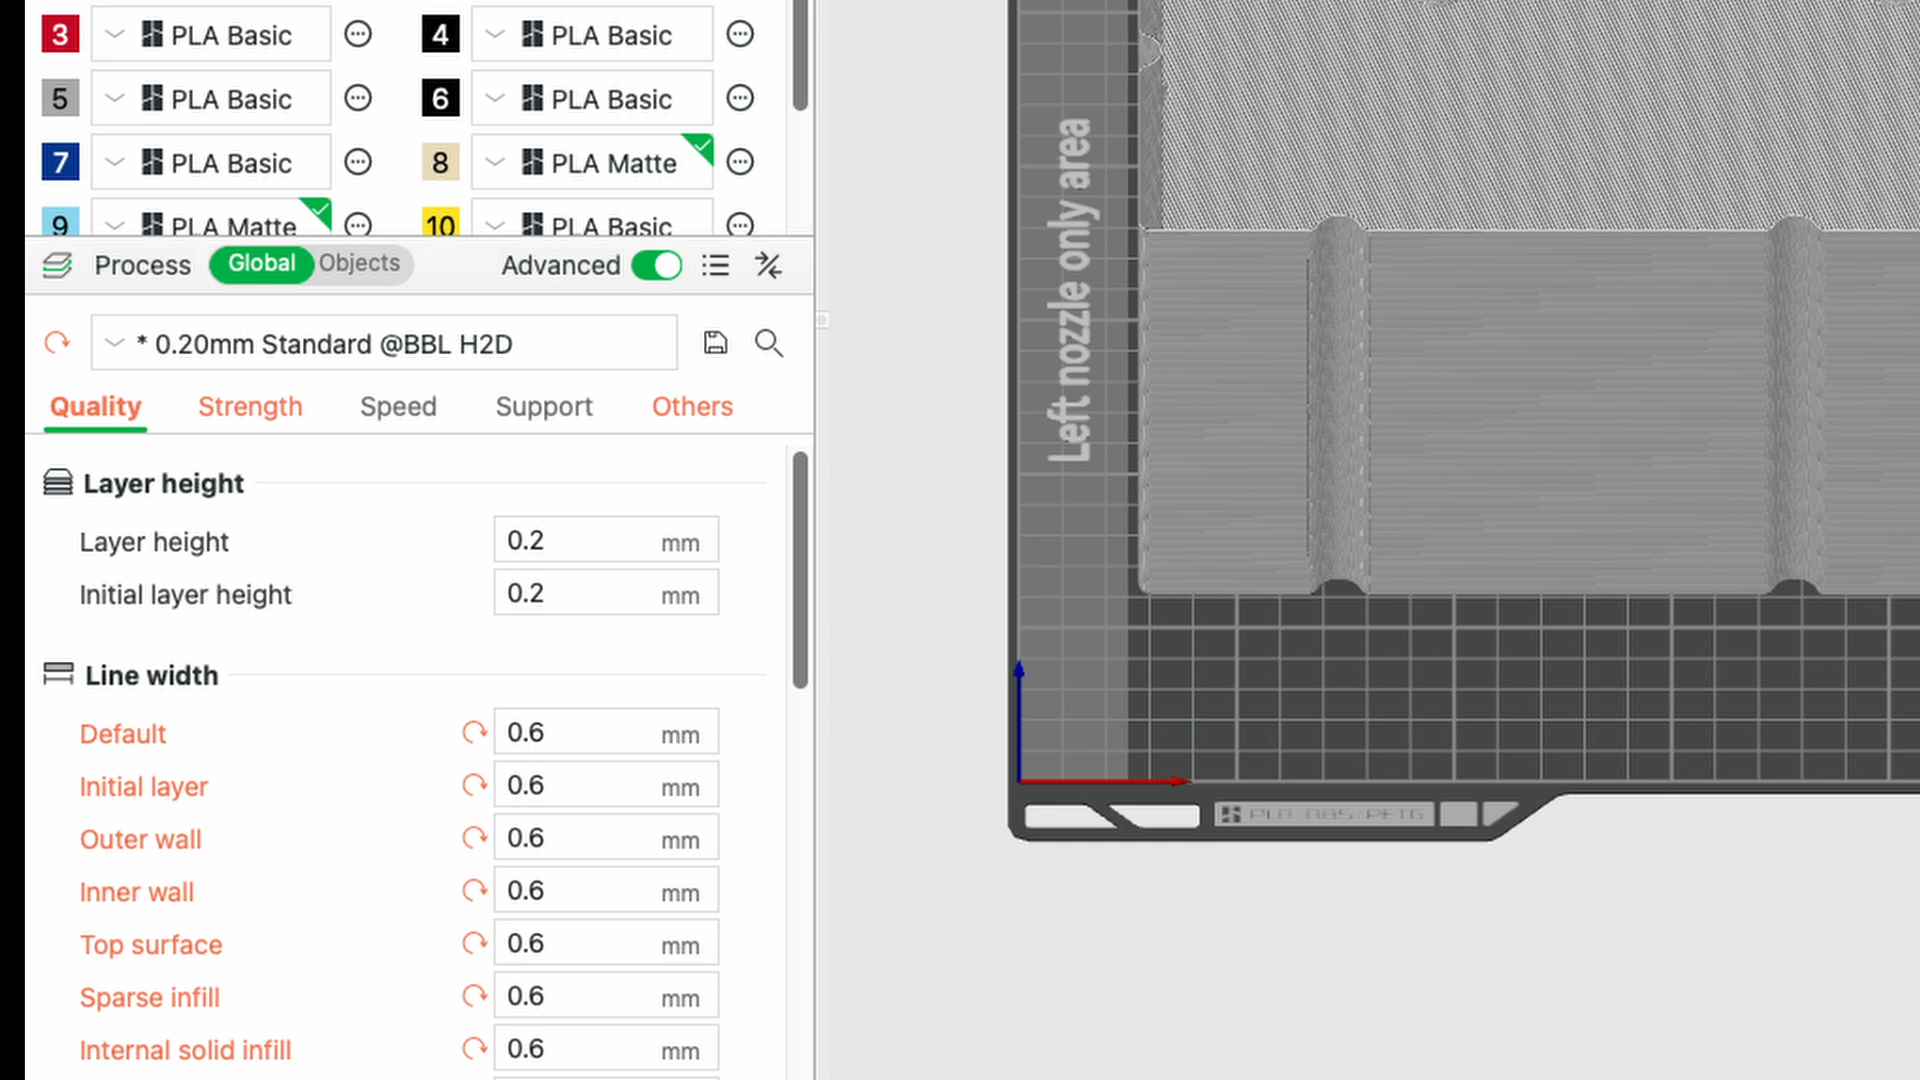 3 PLA Basic 4 PLA Basic
5 PLA Basic 6 PLA Basic
7 PLA Basic 8 PLA Matte
9 PLA Matte 10 PLA Basic
Process Global Objects Advanced
* 0.20mm Standard @BBL H2D
Quality Strength Speed Support Others
Layer height
Layer height 0.2 mm
Initial layer height 0.2 mm
Line width
Default 0.6 mm
Initial layer 0.6 mm
Outer wall 0.6 mm
Inner wall 0.6 mm
Top surface 0.6 mm
Sparse infill 0.6 mm
Internal solid infill 0.6 mm
Left nozzle only area
PLA/ABS/PETG